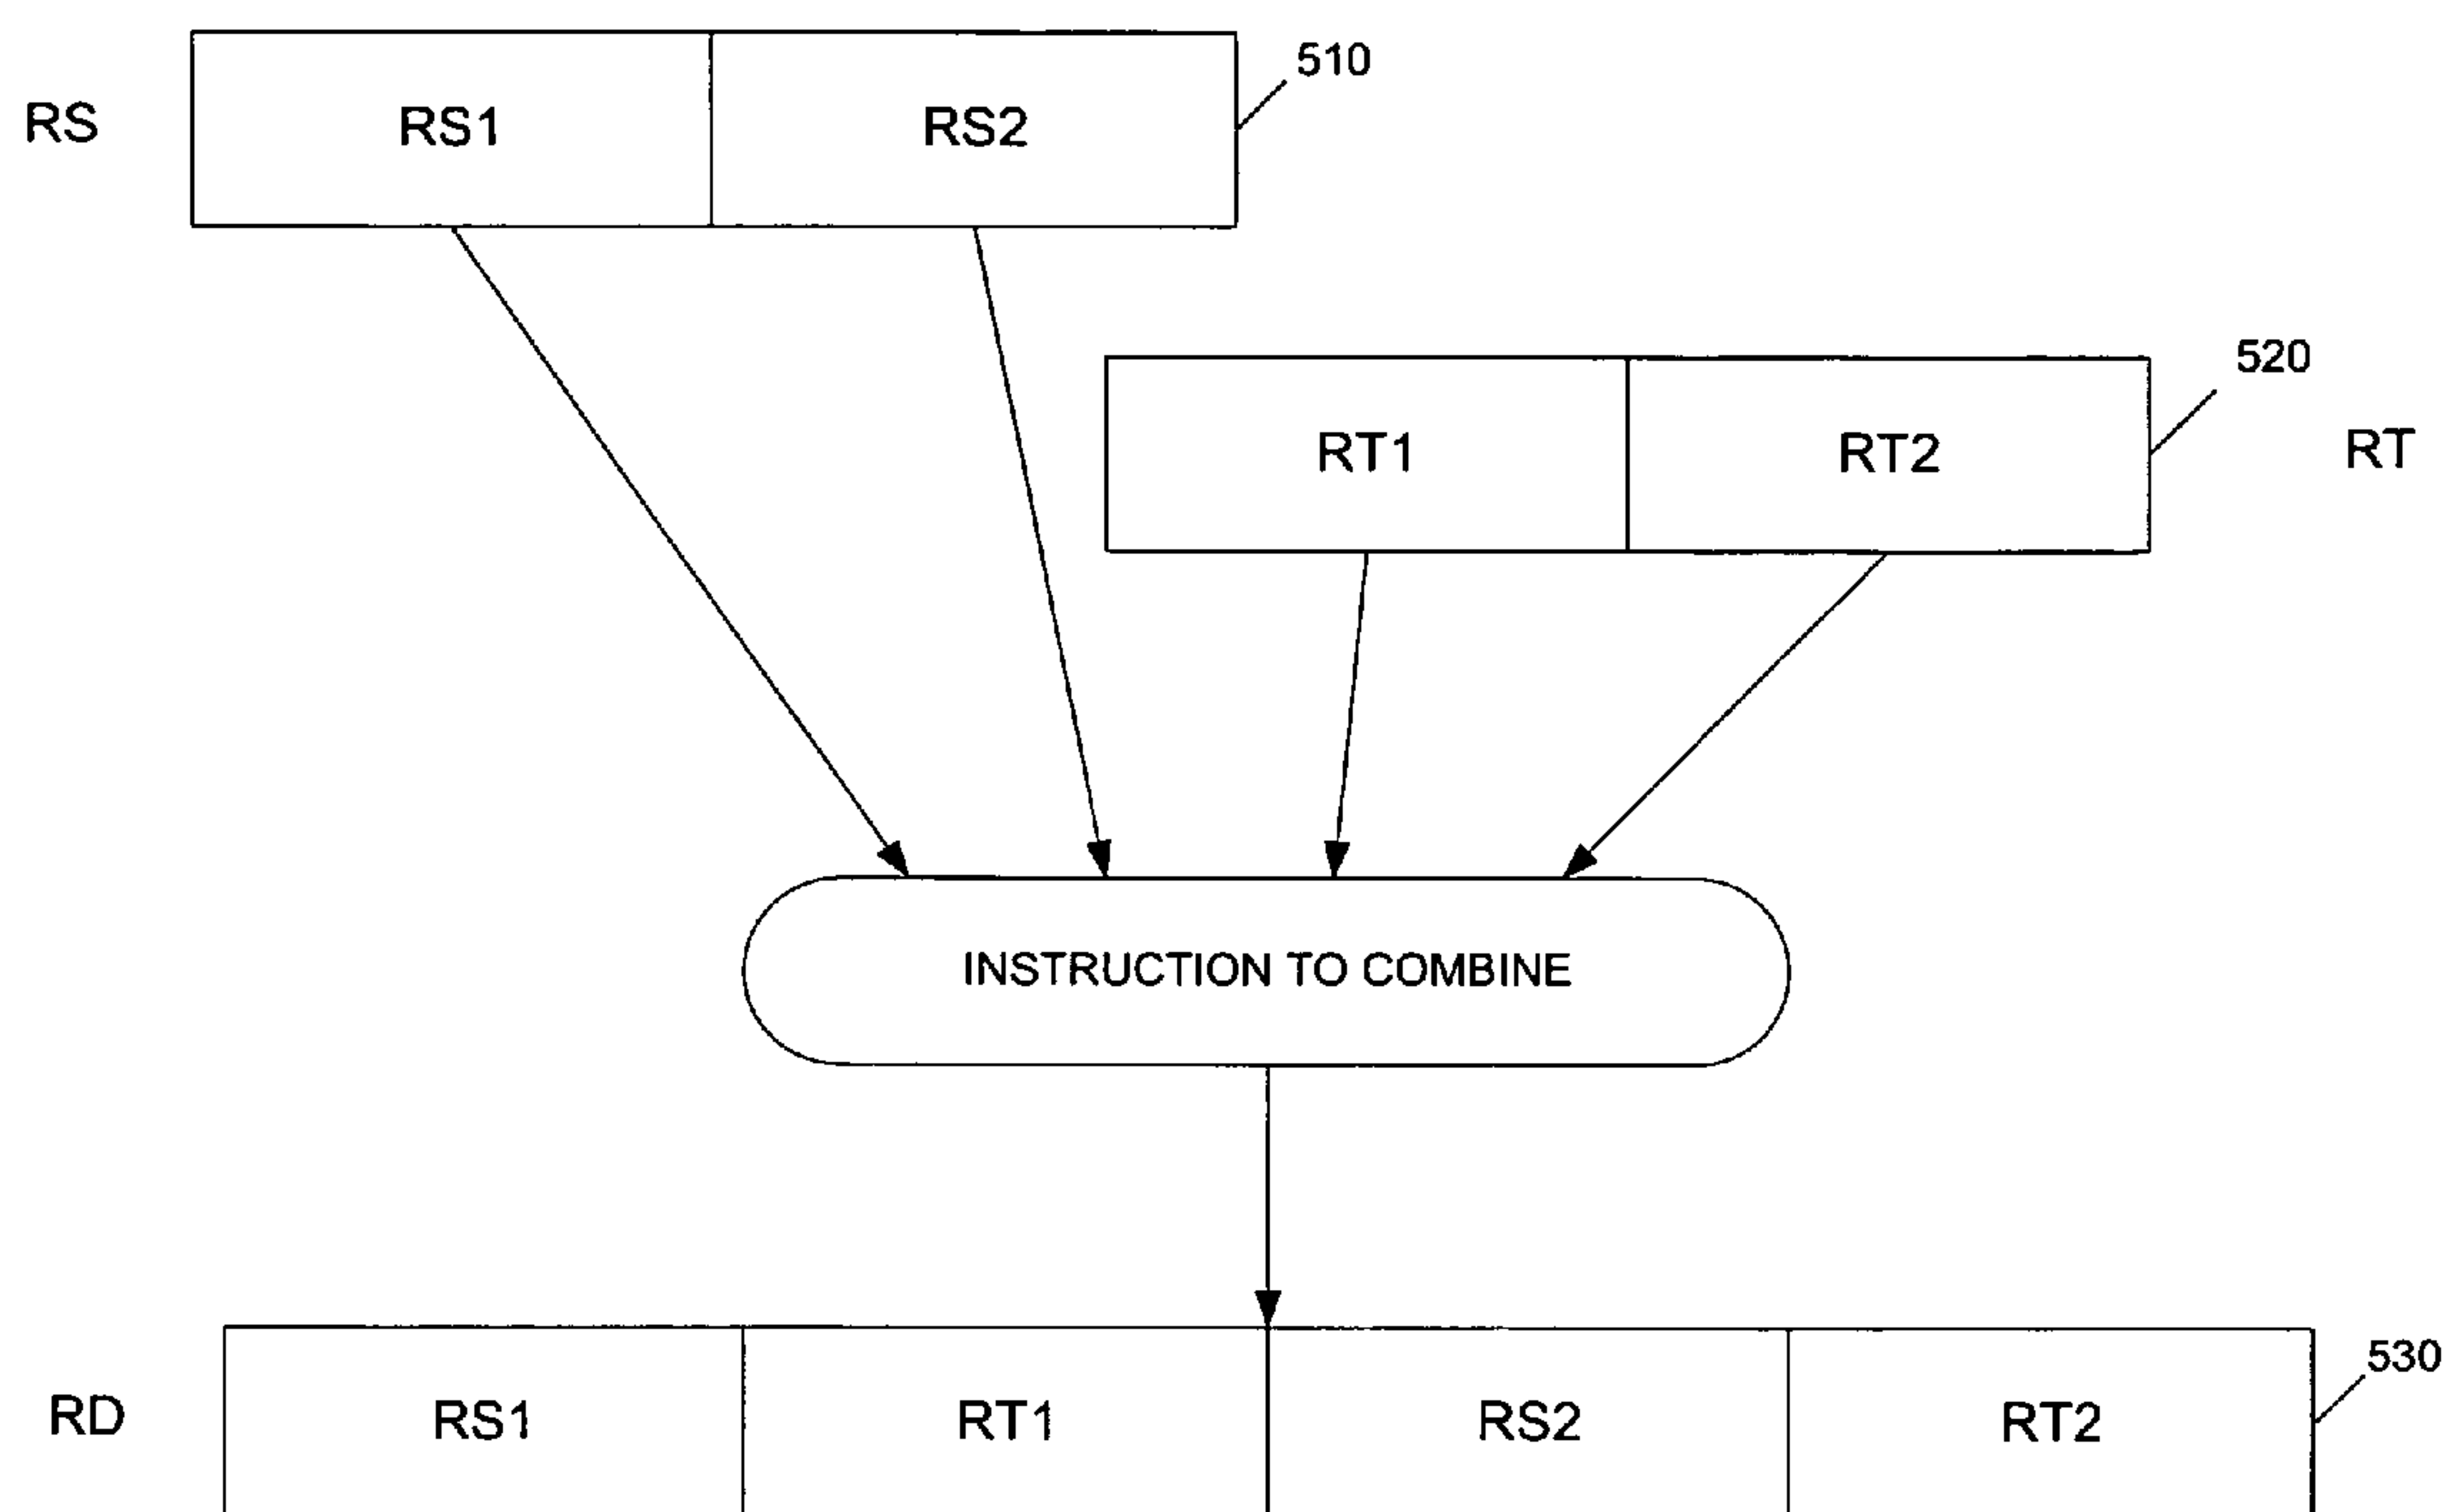 510
RS RS1 RS2
520
RT1 RT2 RT
INSTRUCTION TO COMBINE
530
RD RS1 RT1 RS2 RT2